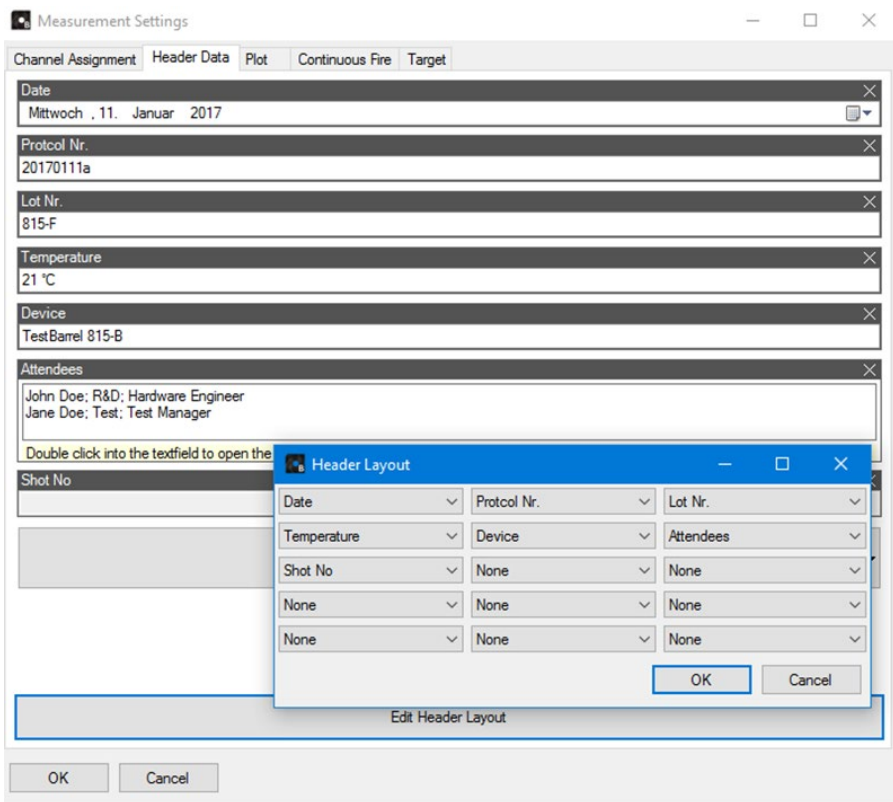 Measurement Settings
Channel Assignment Header Data Plot Continuous Fire Target
Date
Mittwoch , 11. Januar 2017
Protcol Nr.
20170111a
Lot Nr.
815-F
Temperature
21 °C
Device
TestBarrel 815-B
Attendees
John Doe; R&D; Hardware Engineer
Jane Doe; Test; Test Manager
Double click into the textfield to open the
Shot No
Header Layout
Date Protcol Nr. Lot Nr.
Temperature Device Attendees
Shot No None None
None None None
None None None
OK Cancel
Edit Header Layout
OK Cancel